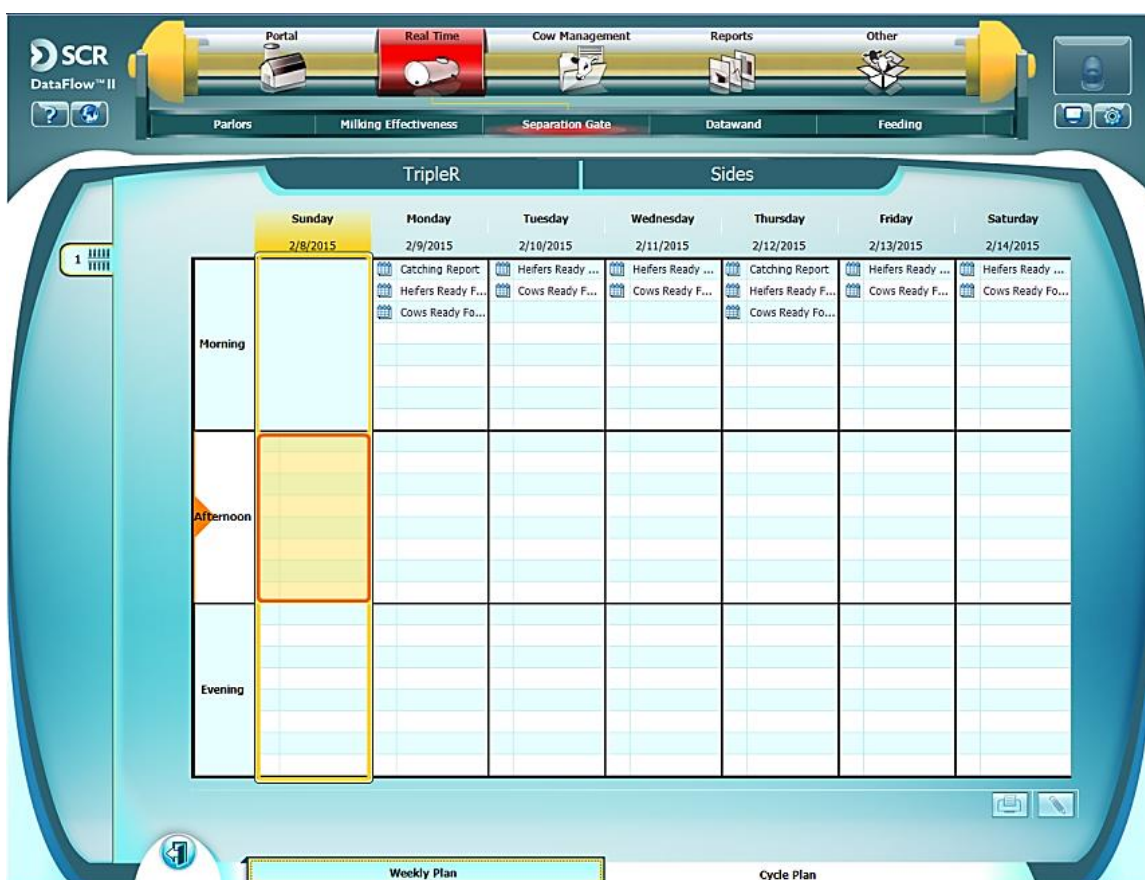 Portal Real Time Cow Management Reports Other
SCR
DataFlow™II
?
Parlors Milking Effectiveness Separation Gate Datawand Feeding
TripleR Sides
Sunday Monday Tuesday Wednesday Thursday Friday Saturday
2/8/2015 2/9/2015 2/10/2015 2/11/2015 2/12/2015 2/13/2015 2/14/2015
1
Catching Report Heifers Ready ... Heifers Ready ... Catching Report Heifers Ready ... Heifers Ready ...
Heifers Ready F... Cows Ready F... Cows Ready F... Heifers Ready F... Cows Ready F... Cows Ready Fo...
Cows Ready Fo... Cows Ready Fo...
Morning
Afternoon
Evening
Weekly Plan Cycle Plan